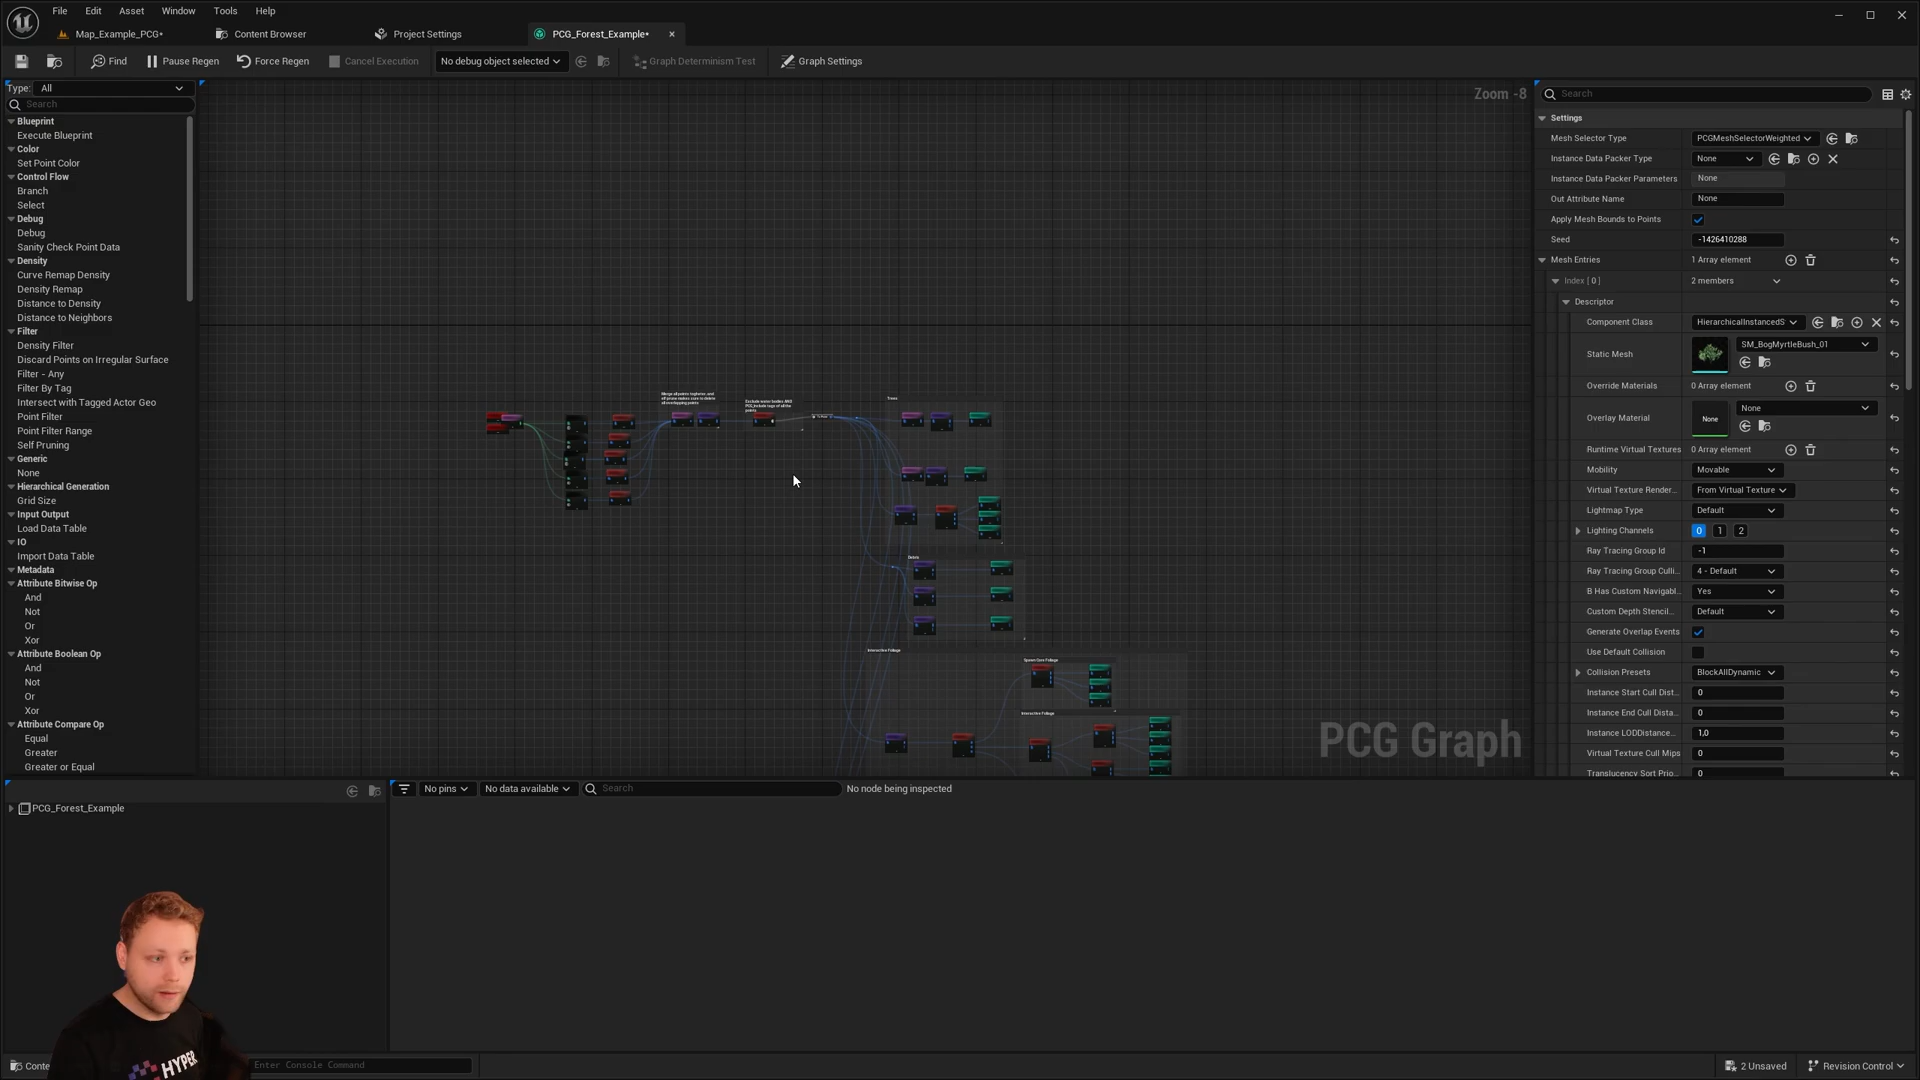 File Edit Asset Window Tools Help
Map_Example_PCG* Content Browser Project Settings PCG_Forest_Example*
Find Pause Regen Force Regen Cancel Execution No debug object selected Graph Determinism Test Graph Settings
Type: All
Search
Blueprint
Execute Blueprint
Color
Set Point Color
Control Flow
Branch
Select
Debug
Debug
Sanity Check Point Data
Density
Curve Remap Density
Density Remap
Distance to Density
Distance to Neighbors
Filter
Density Filter
Discard Points on Irregular Surface
Filter - Any
Filter By Tag
Intersect with Tagged Actor Geo
Point Filter
Point Filter Range
Self Pruning
Generic
None
Hierarchical Generation
Grid Size
Input Output
Load Data Table
IO
Import Data Table
Metadata
Attribute Bitwise Op
And
Not
Or
Xor
Attribute Boolean Op
And
Not
Or
Xor
Attribute Compare Op
Equal
Greater
Greater or Equal
Zoom -8
Trees
Debris
Interactive Foliage
Interactive Foliage
PCG Graph
Search
Settings
Mesh Selector Type PCGMeshSelectorWeighted
Instance Data Packer Type None
Instance Data Packer Parameters None
Out Attribute Name None
Apply Mesh Bounds to Points
Seed -1426410288
Mesh Entries 1 Array element
Index [ 0 ] 2 members
Descriptor
Component Class HierarchicalInstancedS
Static Mesh SM_BogMyrtleBush_01
Override Materials 0 Array element
Overlay Material None None
Runtime Virtual Textures 0 Array element
Mobility Movable
Virtual Texture Render... From Virtual Texture
Lightmap Type Default
Lighting Channels 0 1 2
Ray Tracing Group Id -1
Ray Tracing Group Culli... 4 - Default
B Has Custom Navigabl... Yes
Custom Depth Stencil... Default
Generate Overlap Events
Use Default Collision
Collision Presets BlockAllDynamic
Instance Start Cull Dist... 0
Instance End Cull Dista... 0
Instance LODDistance... 1,0
Virtual Texture Cull Mips 0
Translucency Sort Prio... 0
PCG_Forest_Example
No pins No data available Search No node being inspected
HYPER
Conte Enter Console Command 2 Unsaved Revision Control